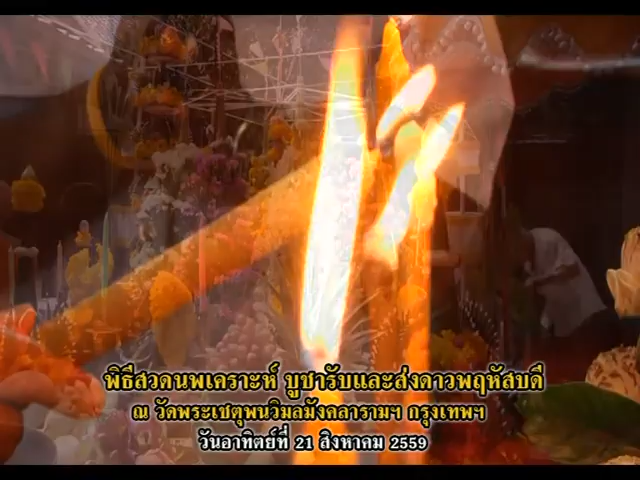 พิธีสวดนพเคราะห์ บูชารับและส่งดาวพฤหัสบดี
ณ วัดพระเชตุพนวิมลมังคลารามฯ กรุงเทพฯ
วันอาทิตย์ที่ 21 สิงหาคม 2559